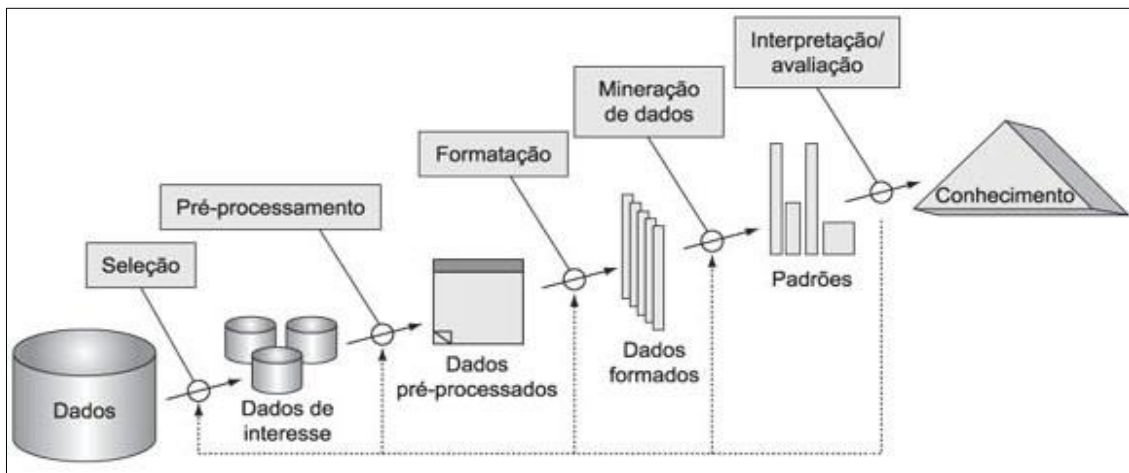 Interpretação/
avaliação
Mineração
de dados
Formatação
Pré-processamento
Seleção
Conhecimento
Padrões
Dados
formados
Dados
pré-processados
Dados de
interesse
Dados